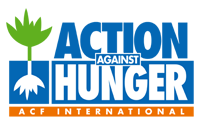 ACTION
AGAINST
HUNGER
ACF INTERNATIONAL